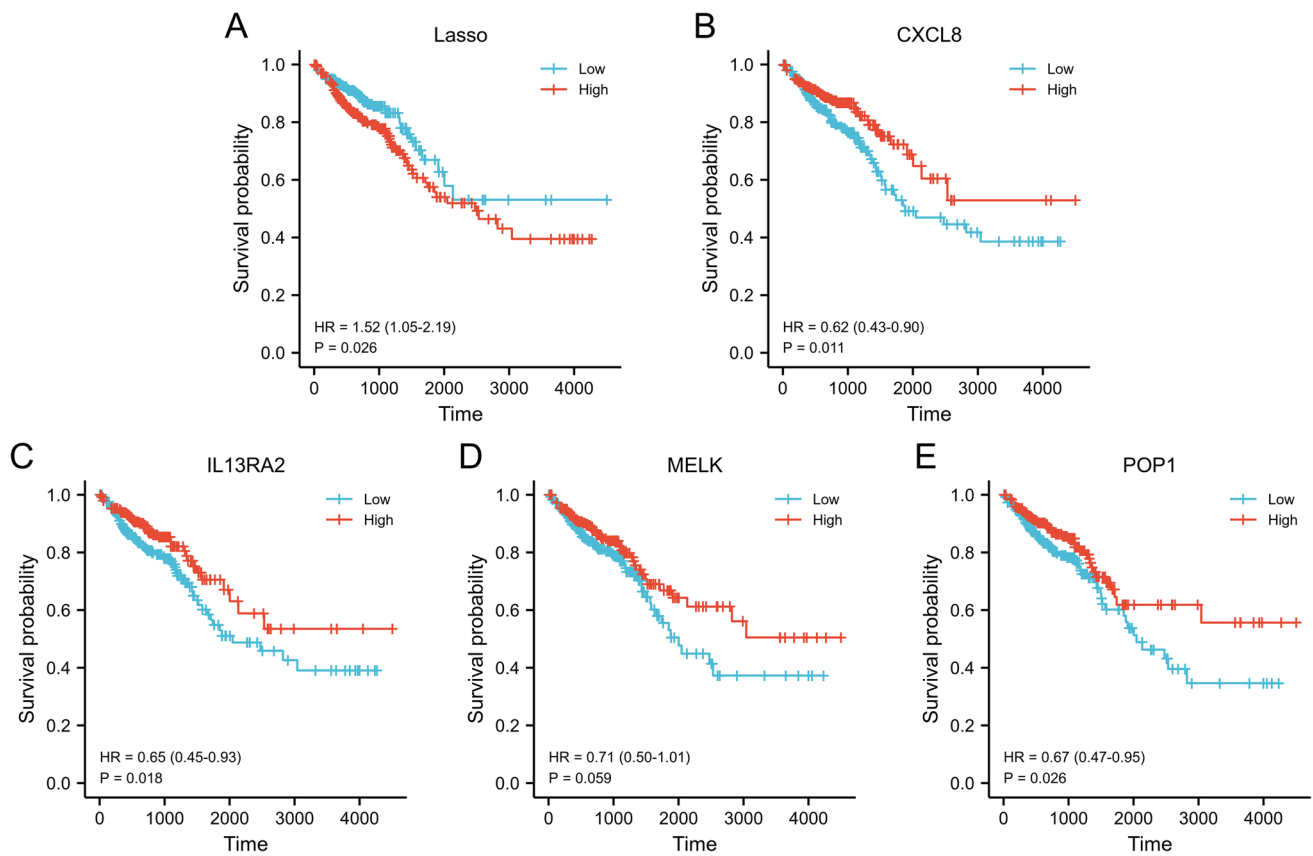 A
Lasso
Low
High
Survival probability
1.0
0.8
0.6
0.4
0.2
0.0
HR = 1.52 (1.05-2.19)
P = 0.026
0 1000 2000 3000 4000
Time
B
CXCL8
Low
High
Survival probability
1.0
0.8
0.6
0.4
0.2
0.0
HR = 0.62 (0.43-0.90)
P = 0.011
0 1000 2000 3000 4000
Time
C
IL13RA2
Low
High
Survival probability
1.0
0.8
0.6
0.4
0.2
0.0
HR = 0.65 (0.45-0.93)
P = 0.018
0 1000 2000 3000 4000
Time
D
MELK
Low
High
Survival probability
1.0
0.8
0.6
0.4
0.2
0.0
HR = 0.71 (0.50-1.01)
P = 0.059
0 1000 2000 3000 4000
Time
E
POP1
Low
High
Survival probability
1.0
0.8
0.6
0.4
0.2
0.0
HR = 0.67 (0.47-0.95)
P = 0.026
0 1000 2000 3000 4000
Time